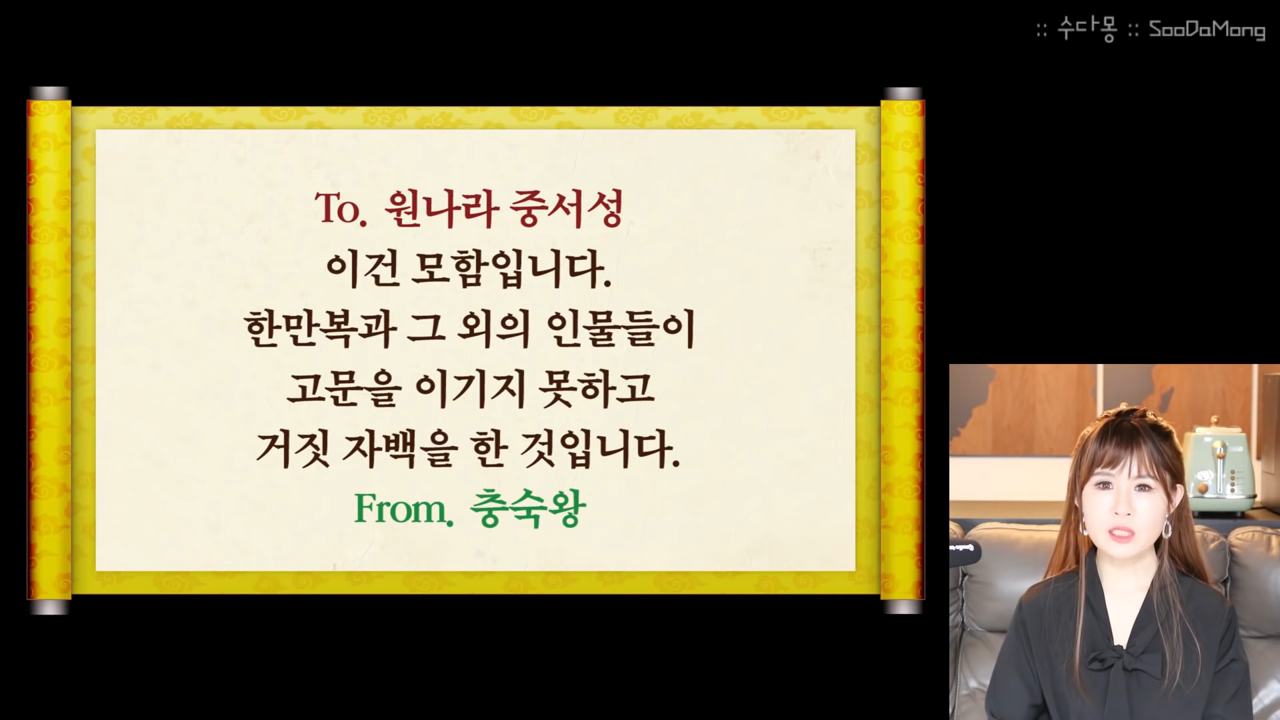 :: 수다몽 :: SooDaMong
To. 원나라 중서성
이건 모함입니다.
한만복과 그 외의 인물들이
고문을 이기지 못하고
거짓 자백을 한 것입니다.
From. 충숙왕